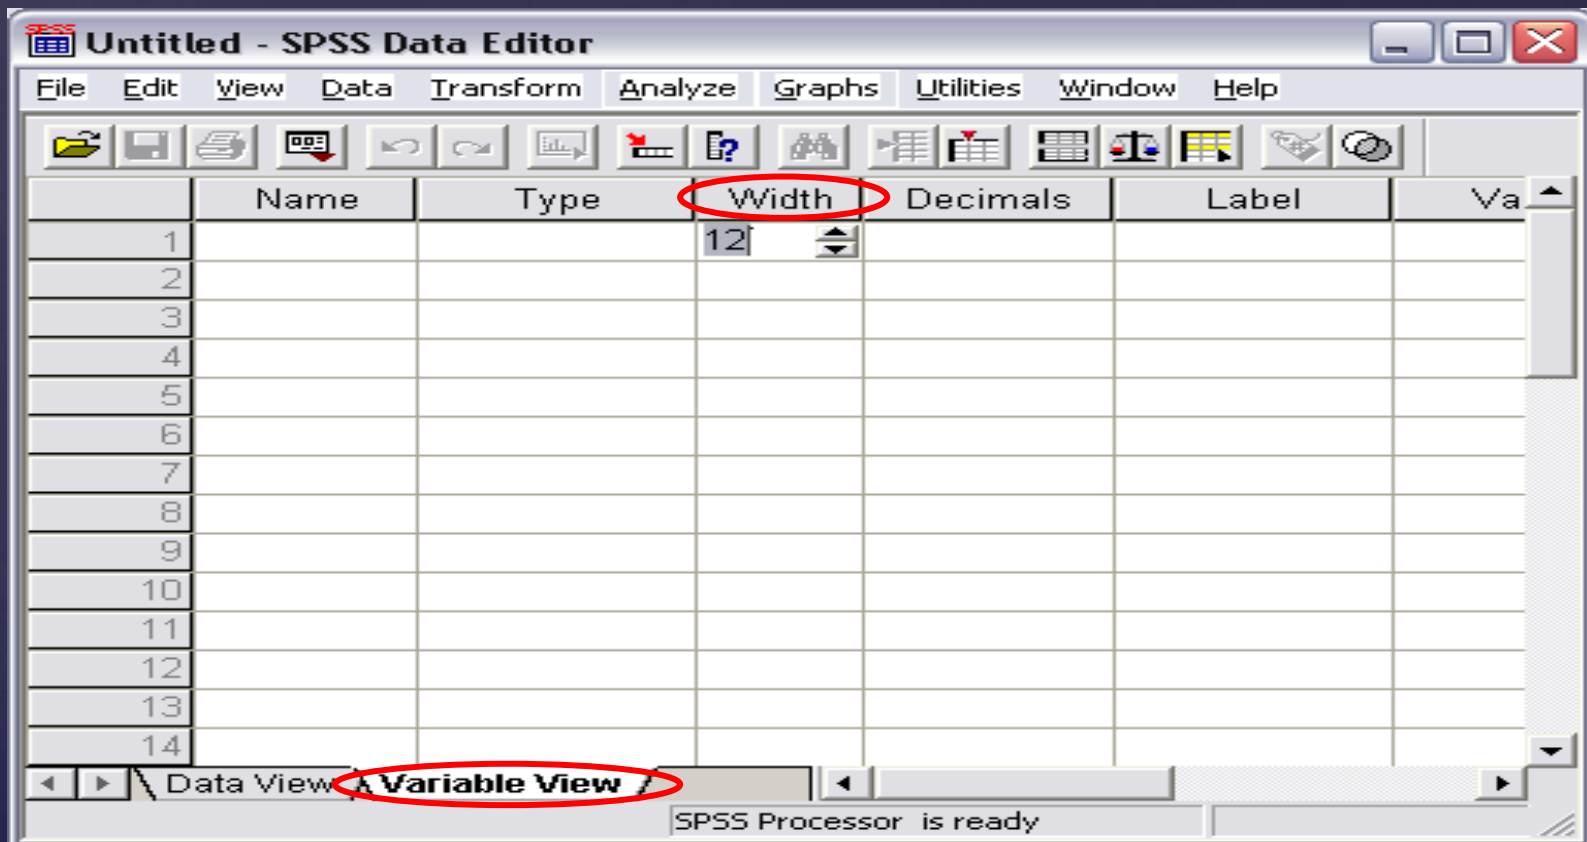 SPSS
Untitled - SPSS Data Editor
File Edit View Data Transform Analyze Graphs Utilities Window Help
Name Type Width Decimals Label Va
1 12
2
3
4
5
6
7
8
9
10
11
12
13
14
Data View Variable View
SPSS Processor is ready